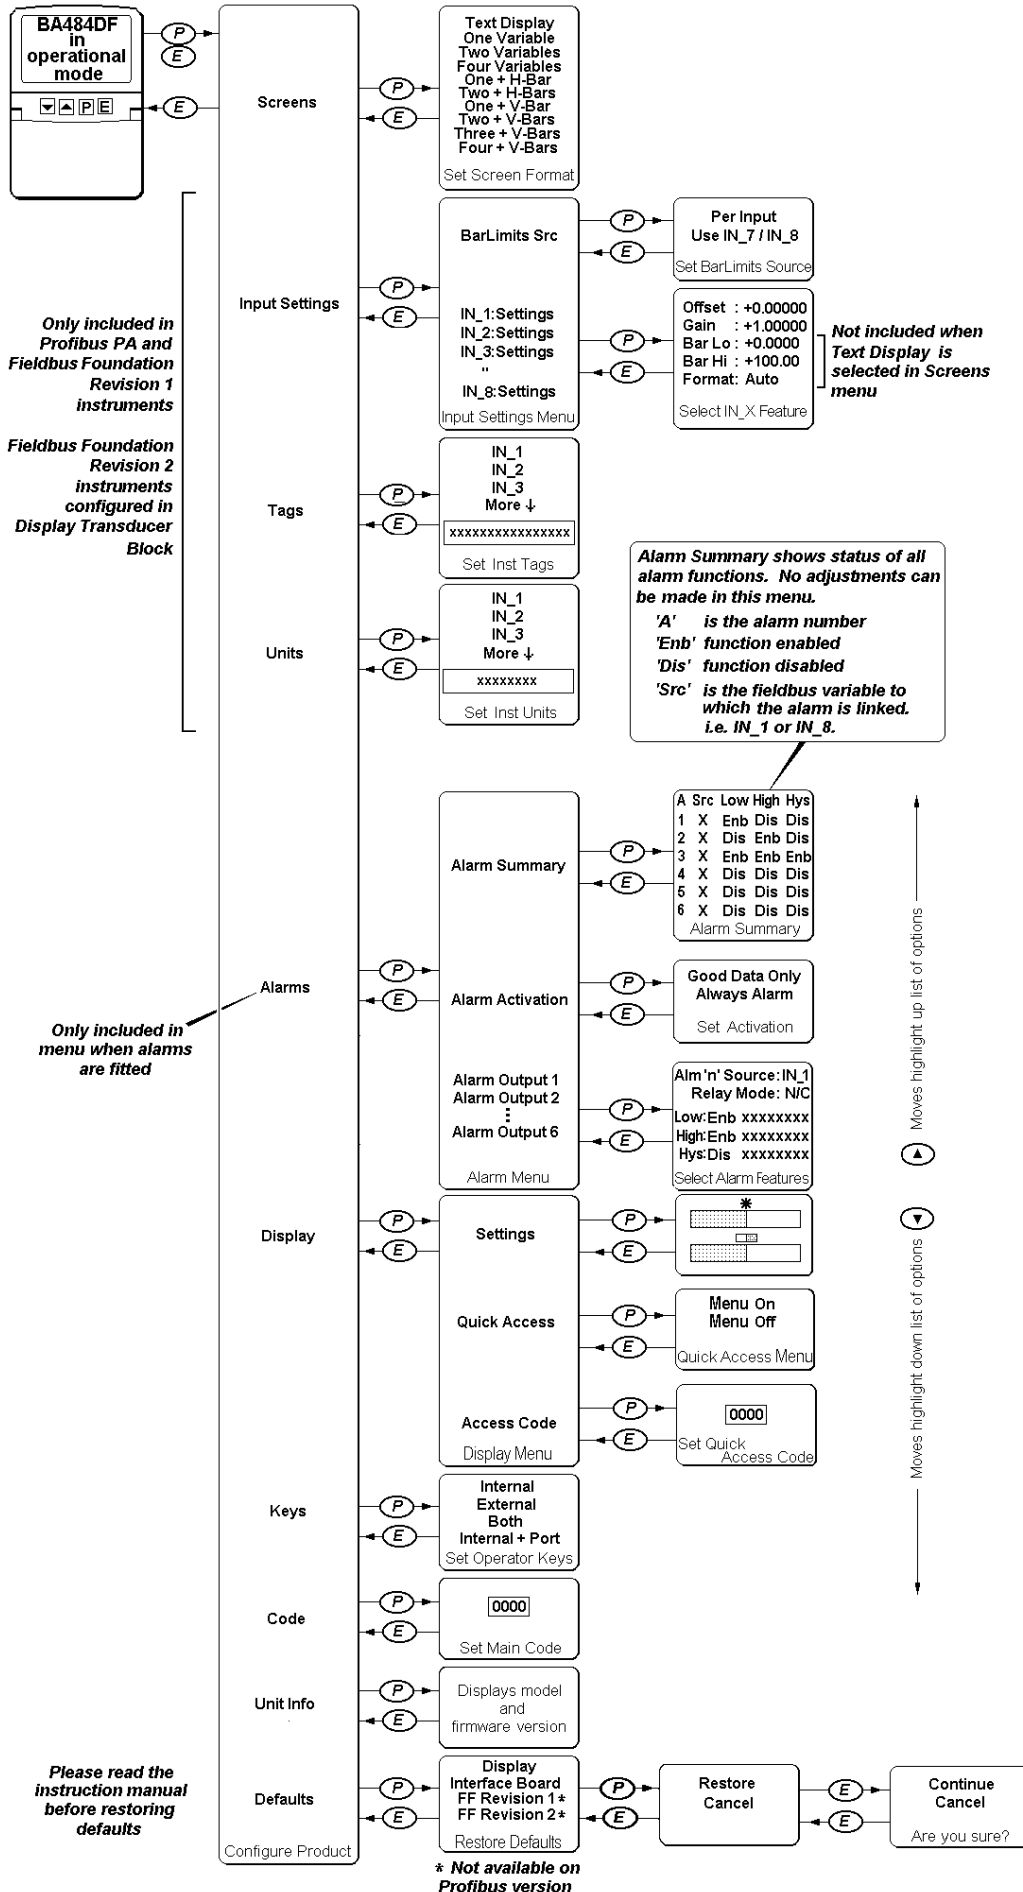 BA484DF
in
operational
mode
P E
P
E
E
Screens
P
E
Text Display
One Variable
Two Variables
Four Variables
One + H-Bar
Two + H-Bars
One + V-Bar
Two + V-Bars
Three + V-Bars
Four + V-Bars
Set Screen Format
Only included in
Profibus PA and
Fieldbus Foundation
Revision 1
instruments
Fieldbus Foundation
Revision 2
instruments
configured in
Display Transducer
Block
Input Settings
P
E
BarLimits Src
P
E
Per Input
Use IN_7 / IN_8
Set BarLimits Source
IN_1:Settings
IN_2:Settings
IN_3:Settings
"
IN_8:Settings
Input Settings Menu
P
E
Offset : +0.00000
Gain : +1.00000
Bar Lo : +0.0000
Bar Hi : +100.00
Format: Auto
Select IN_X Feature
Not included when
Text Display is
selected in Screens
menu
Tags
P
E
IN_1
IN_2
IN_3
More ↓
xxxxxxxxxxxxxxxx
Set Inst Tags
Units
P
E
IN_1
IN_2
IN_3
More ↓
xxxxxxxx
Set Inst Units
Alarm Summary shows status of all
alarm functions. No adjustments can
be made in this menu.
'A' is the alarm number
'Enb' function enabled
'Dis' function disabled
'Src' is the fieldbus variable to
which the alarm is linked.
i.e. IN_1 or IN_8.
Alarms
Only included in
menu when alarms
are fitted
P
E
Alarm Summary
P
E
A Src Low High Hys
1 X Enb Dis Dis
2 X Dis Enb Dis
3 X Enb Enb Enb
4 X Dis Dis Dis
5 X Dis Dis Dis
6 X Dis Dis Dis
Alarm Summary
Alarm Activation
P
E
Good Data Only
Always Alarm
Set Activation
Alarm Output 1
Alarm Output 2
Alarm Output 6
Alarm Menu
P
E
Alm 'n' Source: IN_1
Relay Mode: N/C
Low:Enb xxxxxxxx
High:Enb xxxxxxxx
Hys:Dis xxxxxxxx
Select Alarm Features
Moves highlight up list of options
Moves highlight down list of options
Display
P
E
Settings
P
E
*
Quick Access
P
E
Menu On
Menu Off
Quick Access Menu
Access Code
Display Menu
P
E
0000
Set Quick
Access Code
Keys
P
E
Internal
External
Both
Internal + Port
Set Operator Keys
Code
P
E
0000
Set Main Code
Unit Info
P
E
Displays model
and
firmware version
Please read the
instruction manual
before restoring
defaults
Defaults
Configure Product
P
E
Display
Interface Board
FF Revision 1*
FF Revision 2*
Restore Defaults
* Not available on
Profibus version
P
E
Restore
Cancel
E
E
Continue
Cancel
Are you sure?